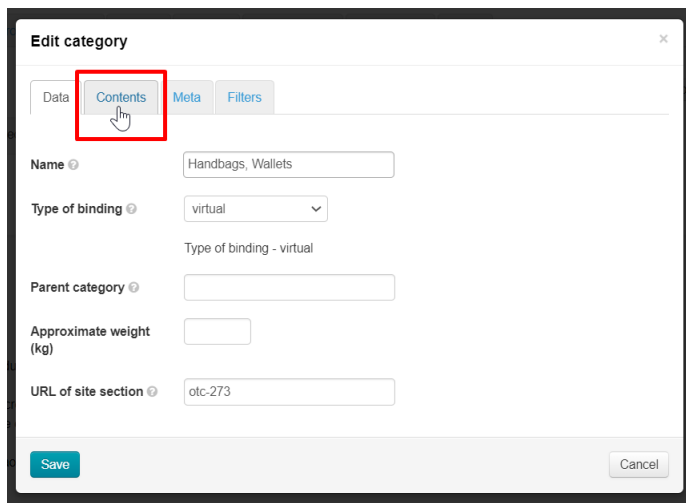 Edit category
×
Data Contents Meta Filters
Name ?
Handbags, Wallets
Type of binding ?
virtual
Type of binding - virtual
Parent category ?
Approximate weight
(kg)
URL of site section ?
otc-273
Save
Cancel